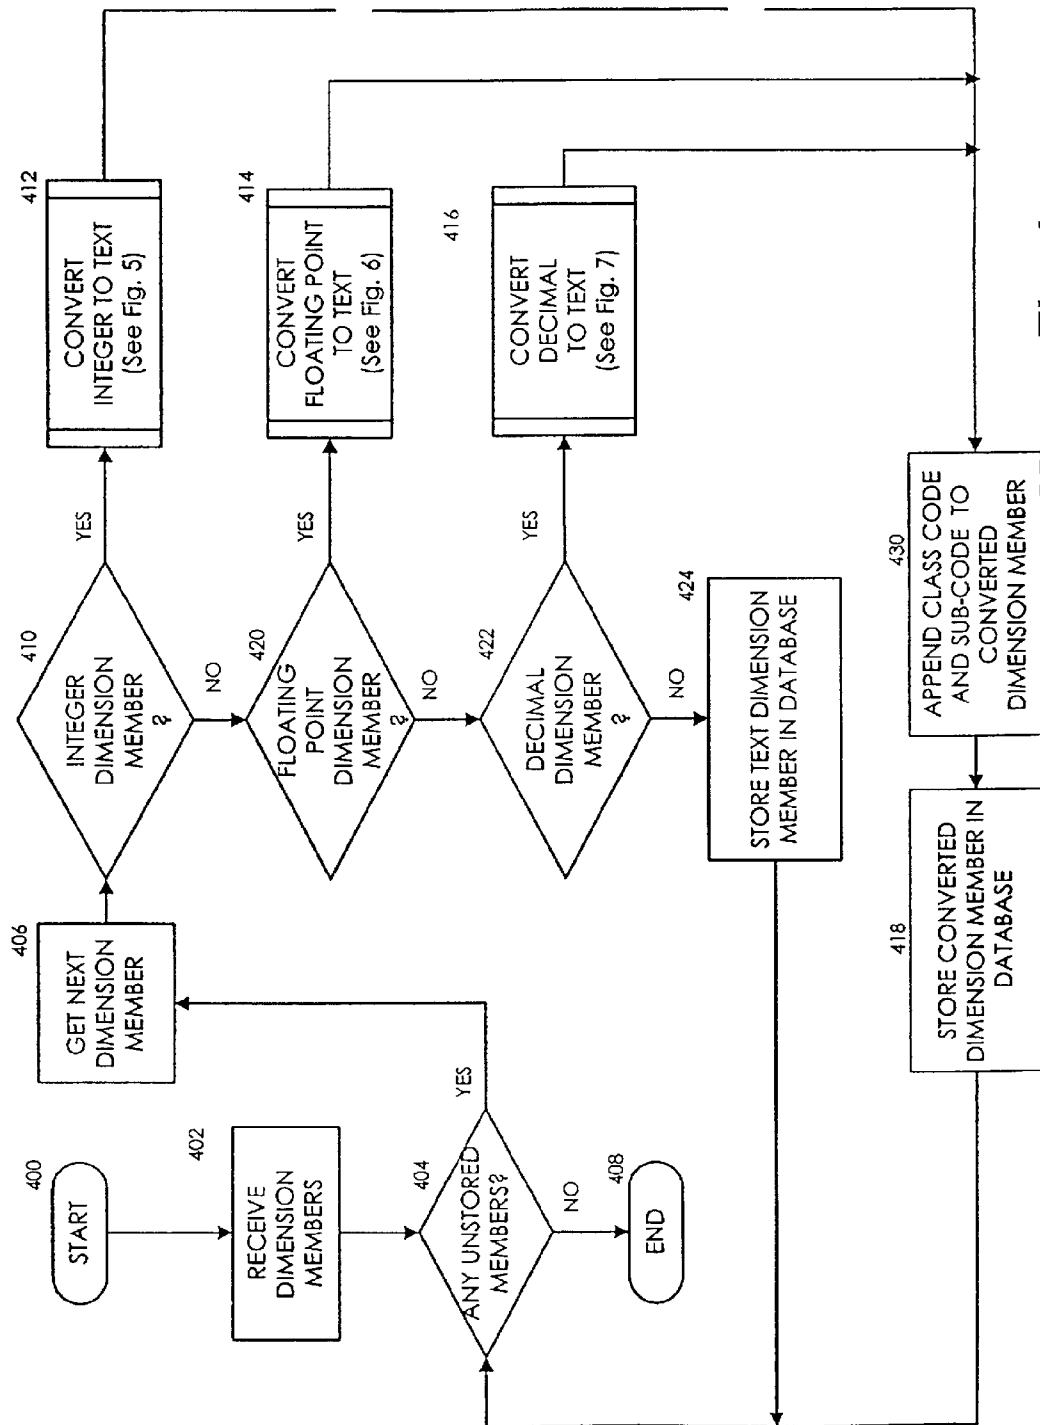 400
START
402
RECEIVE
DIMENSION
MEMBERS
404
ANY UNSTORED
MEMBERS?
YES
NO
408
END
406
GET NEXT
DIMENSION
MEMBER
410
INTEGER
DIMENSION
MEMBER
?
YES
NO
412
CONVERT
INTEGER TO TEXT
(See Fig. 5)
420
FLOATING
POINT
DIMENSION
MEMBER
?
YES
NO
414
CONVERT
FLOATING POINT
TO TEXT
(See Fig. 6)
422
DECIMAL
DIMENSION
MEMBER
?
YES
NO
416
CONVERT
DECIMAL
TO TEXT
(See Fig. 7)
424
STORE TEXT DIMENSION
MEMBER IN DATABASE
430
APPEND CLASS CODE
AND SUB-CODE TO
CONVERTED
DIMENSION MEMBER
418
STORE CONVERTED
DIMENSION MEMBER IN
DATABASE